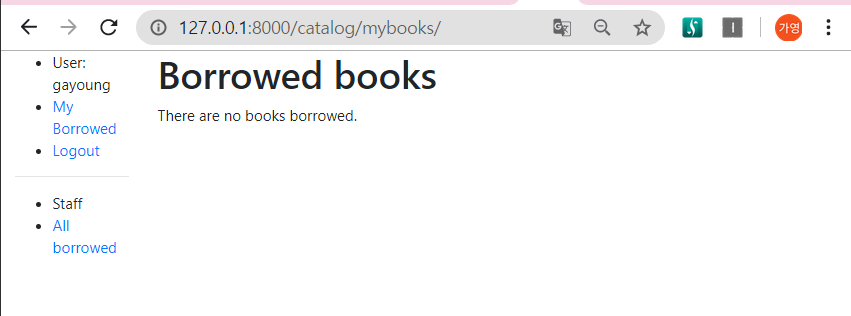 127.0.0.1:8000/catalog/mybooks/
가영
User:
gayoung
My
Borrowed
Logout
Staff
All
borrowed
Borrowed books
There are no books borrowed.